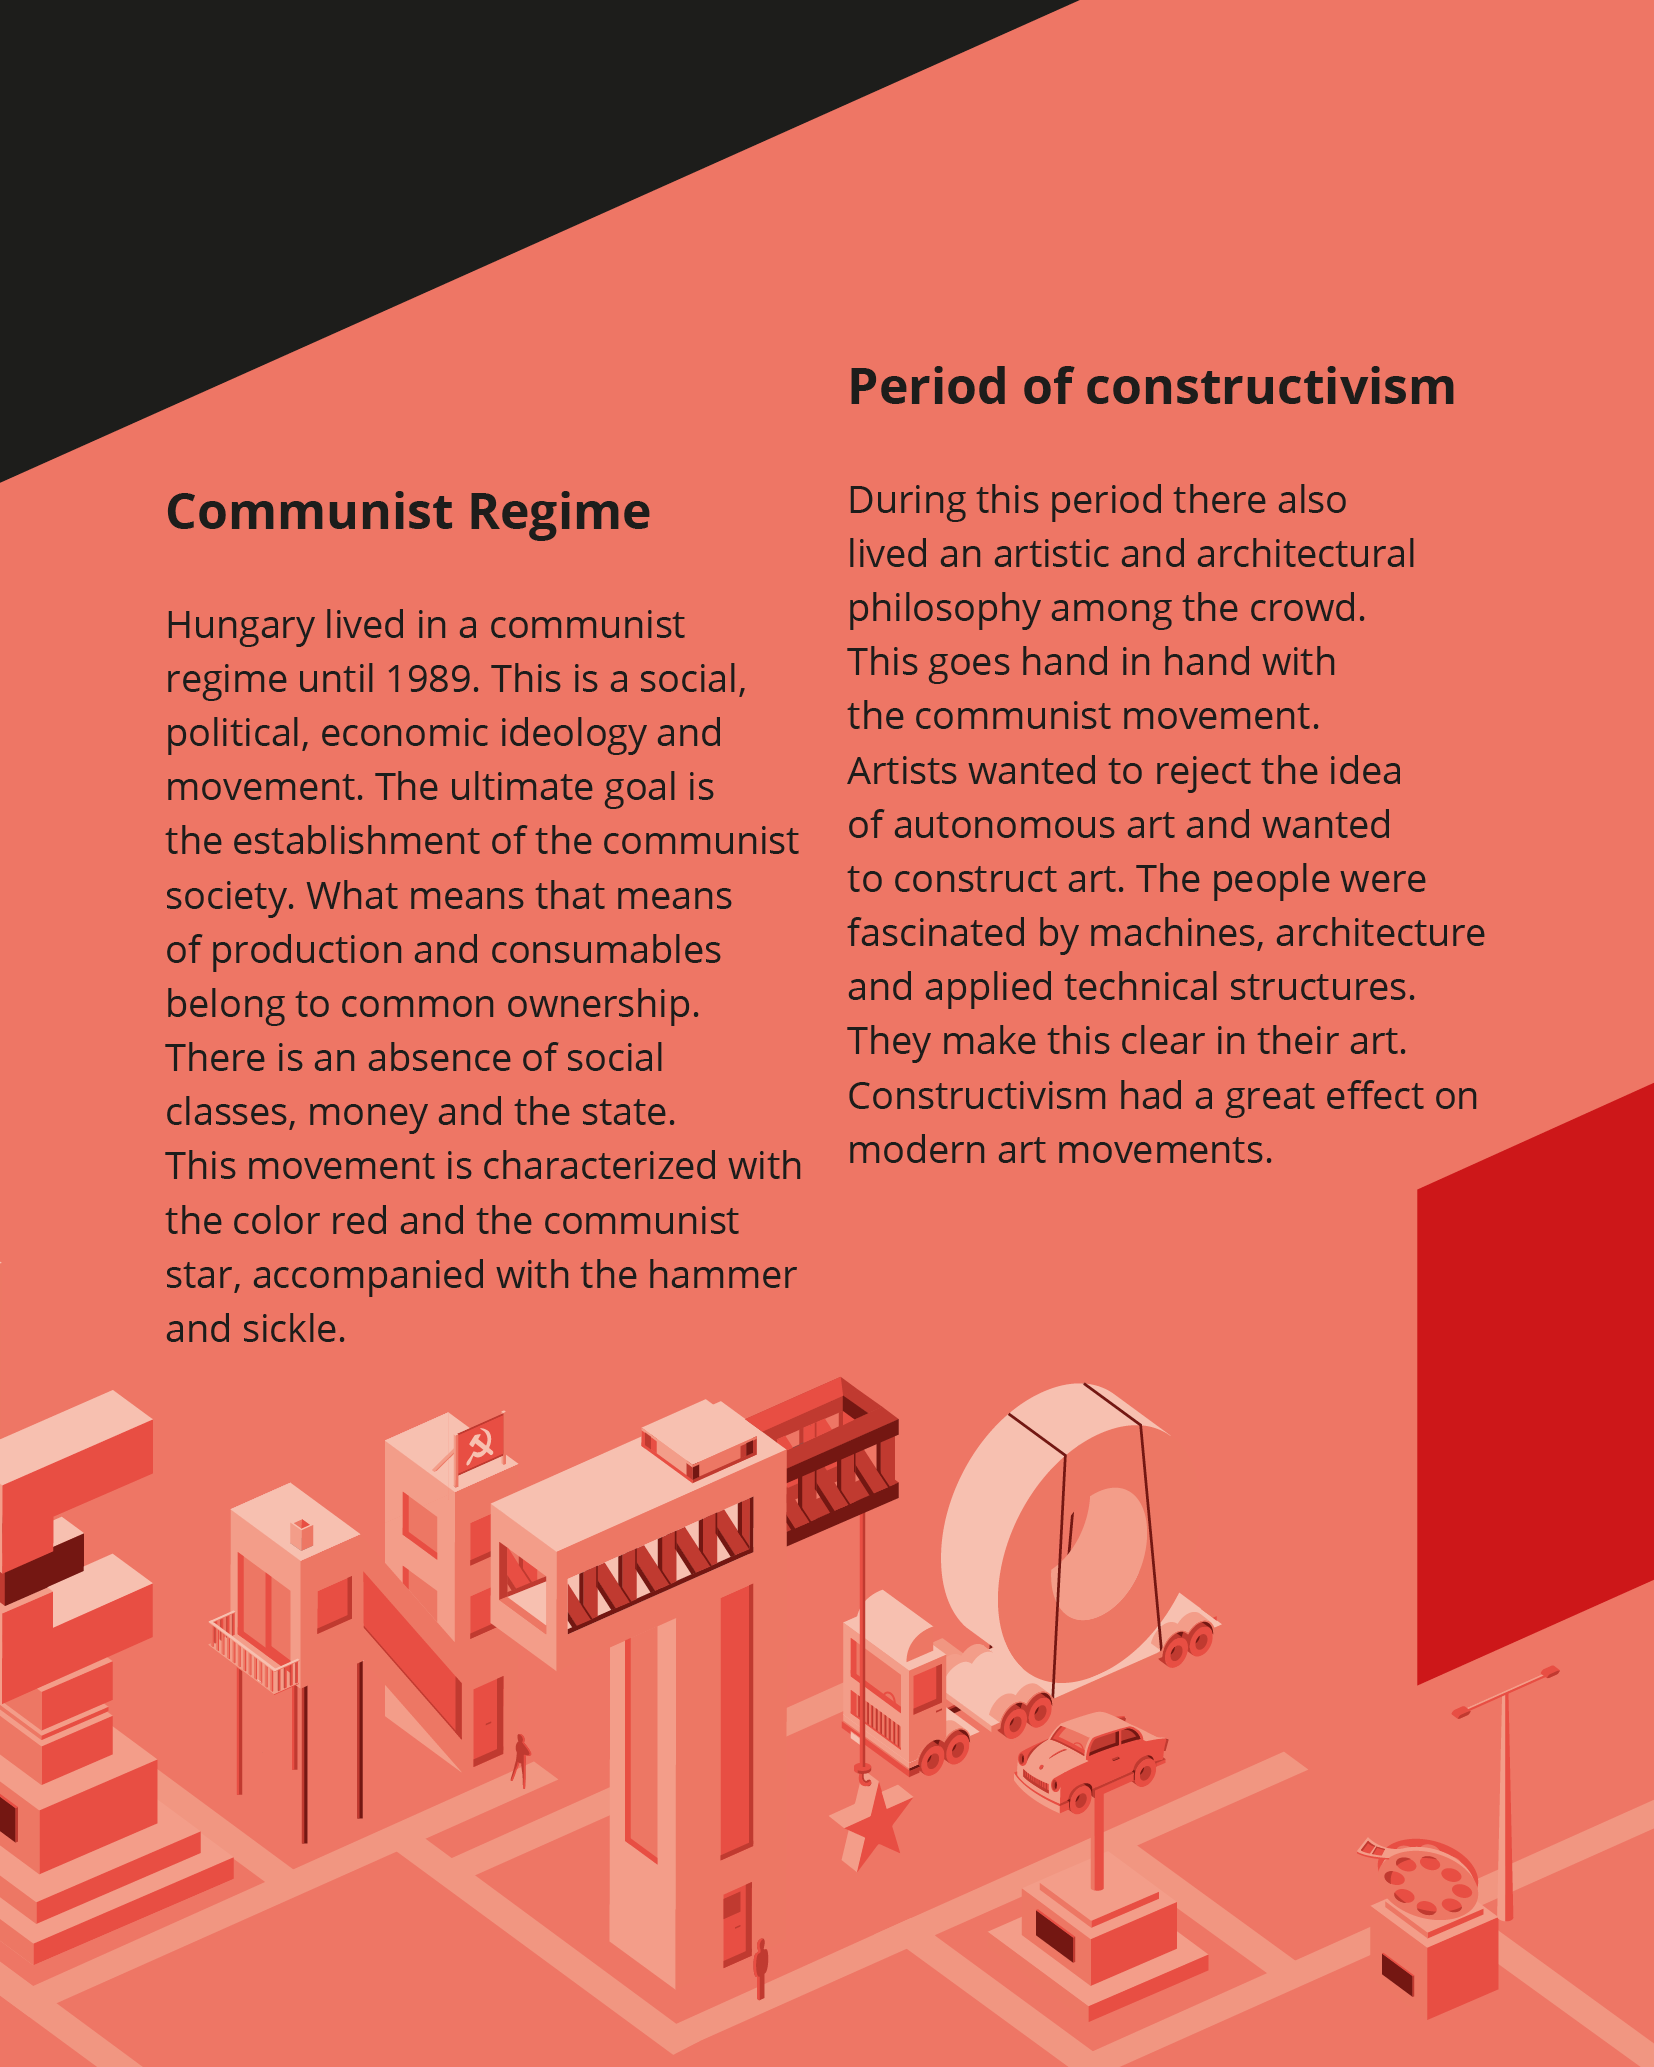 Communist Regime
Hungary lived in a communist
regime until 1989. This is a social,
political, economic ideology and
movement. The ultimate goal is
the establishment of the communist
society. What means that means
of production and consumables
belong to common ownership.
There is an absence of social
classes, money and the state.
This movement is characterized with
the color red and the communist
star, accompanied with the hammer
and sickle.
Period of constructivism
During this period there also
lived an artistic and architectural
philosophy among the crowd.
This goes hand in hand with
the communist movement.
Artists wanted to reject the idea
of autonomous art and wanted
to construct art. The people were
fascinated by machines, architecture
and applied technical structures.
They make this clear in their art.
Constructivism had a great effect on
modern art movements.